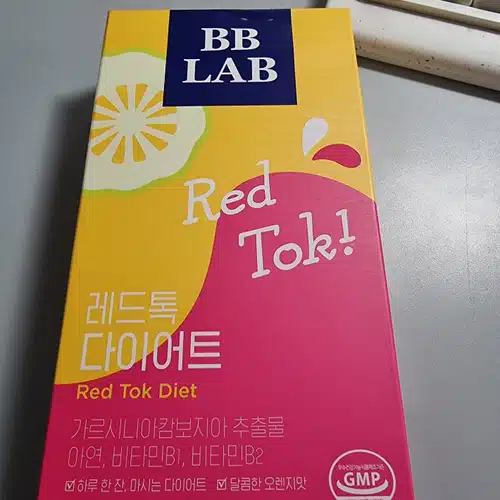 BB
LAB
Red
Tok!
레드톡
다이어트
Red Tok Diet
가르시니아캄보지아 추출물
아연, 비타민B1, 비타민B2
하루 한 잔, 마시는 다이어트 달콤한 오렌지맛
GMP